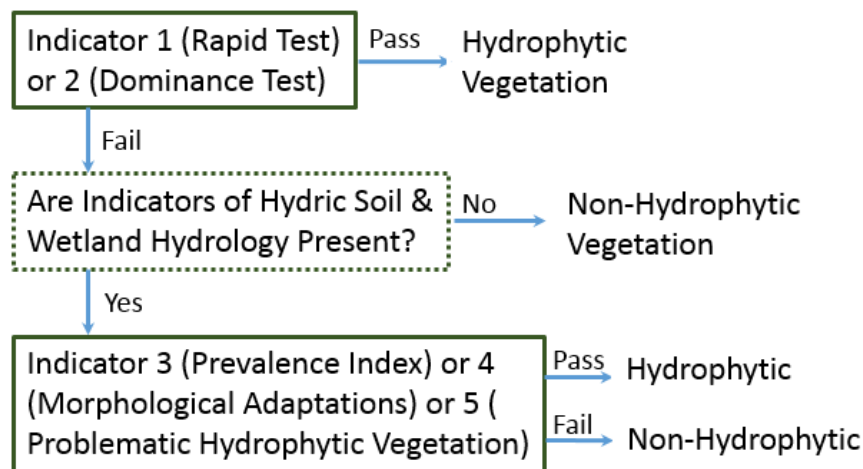 Indicator 1 (Rapid Test)
or 2 (Dominance Test)
Pass
Hydrophytic
Vegetation
Fail
Are Indicators of Hydric Soil &
Wetland Hydrology Present?
No
Non-Hydrophytic
Vegetation
Yes
Indicator 3 (Prevalence Index) or 4
(Morphological Adaptations) or 5 (
Problematic Hydrophytic Vegetation)
Pass
Hydrophytic
Fail
Non-Hydrophytic